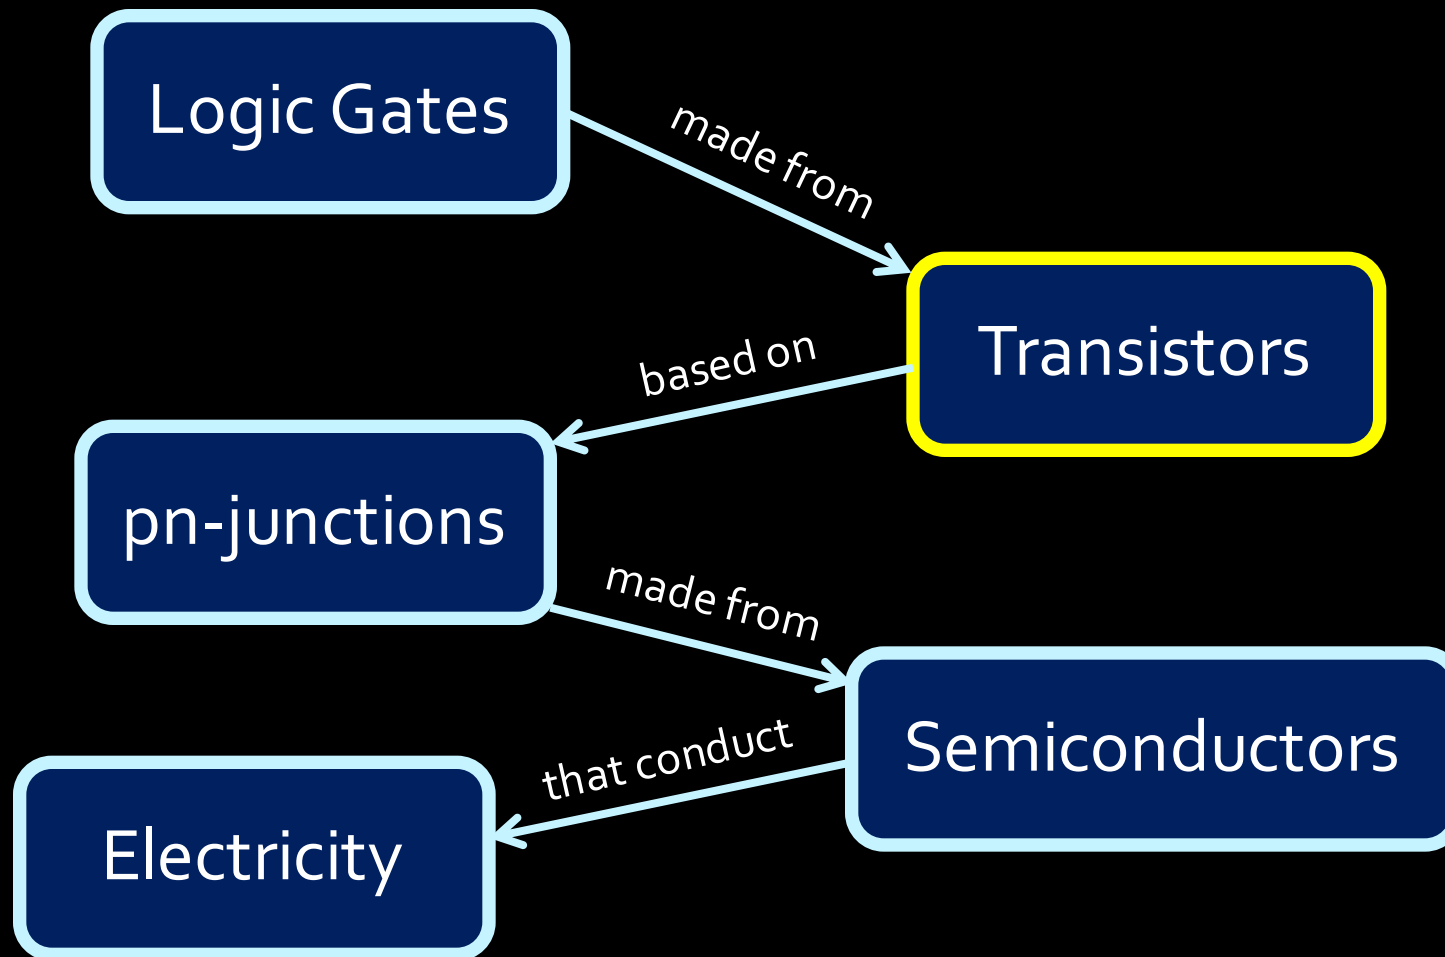 Logic Gates
made from
Transistors
based on
pn-junctions
made from
Semiconductors
that conduct
Electricity